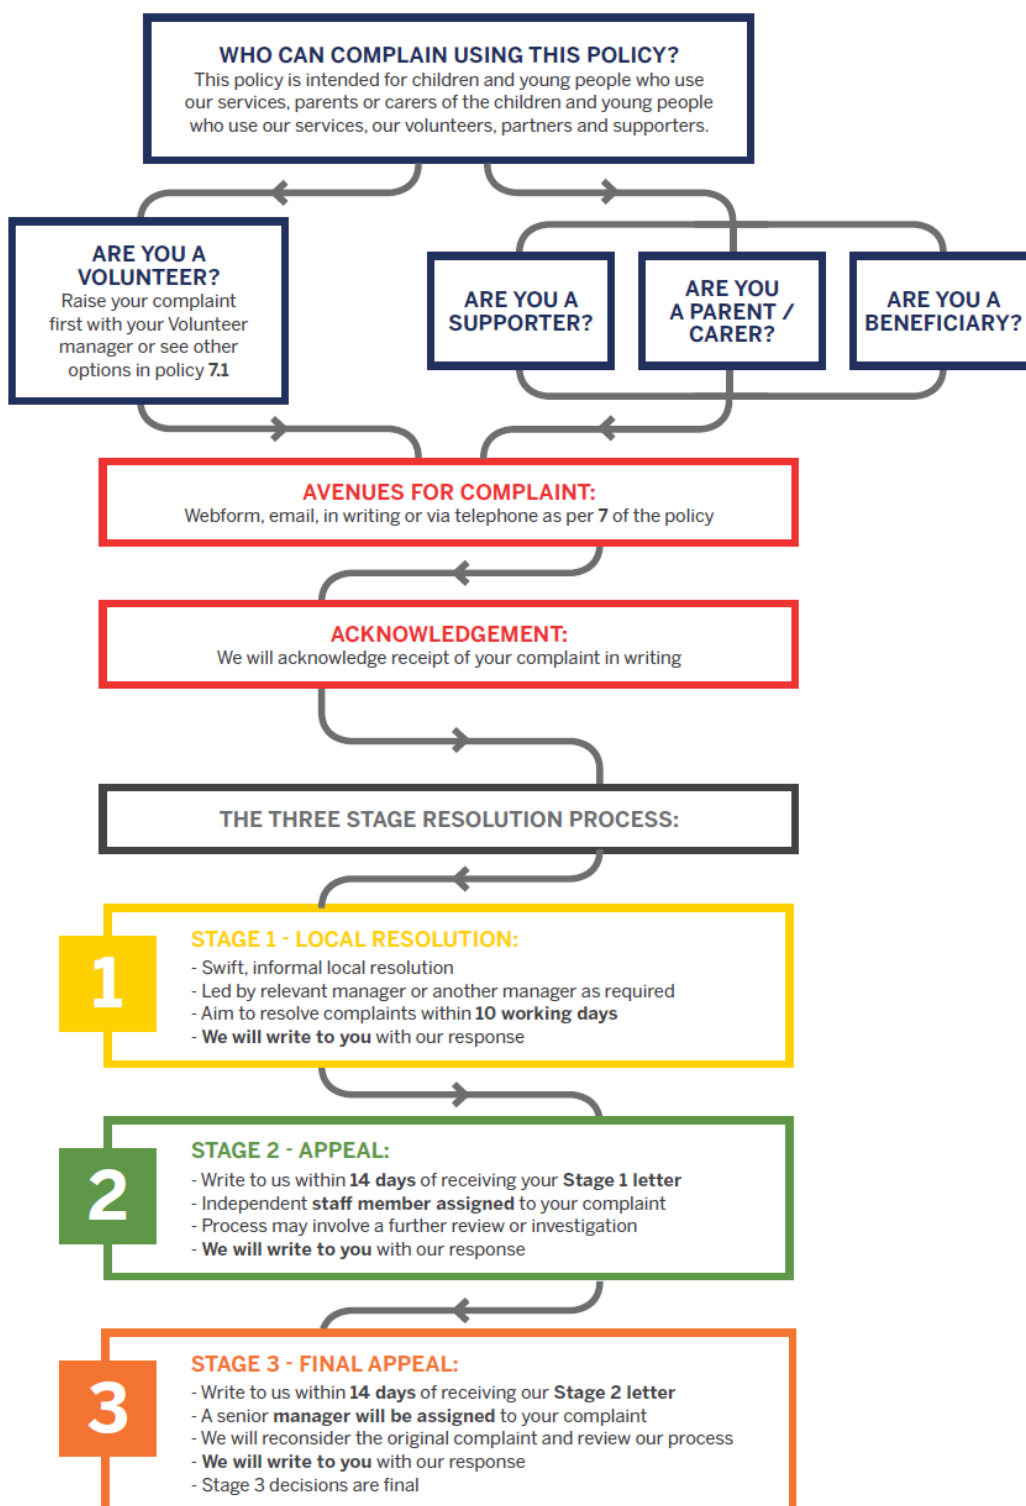 WHO CAN COMPLAIN USING THIS POLICY?
This policy is intended for children and young people who use
our services, parents or carers of the children and young people
who use our services, our volunteers, partners and supporters.
ARE YOU A
VOLUNTEER?
Raise your complaint
first with your Volunteer
manager or see other
options in policy 7.1
ARE YOU A
SUPPORTER?
ARE YOU
A PARENT /
CARER?
ARE YOU A
BENEFICIARY?
AVENUES FOR COMPLAINT:
Webform, email, in writing or via telephone as per 7 of the policy
ACKNOWLEDGEMENT:
We will acknowledge receipt of your complaint in writing
THE THREE STAGE RESOLUTION PROCESS:
1
STAGE 1 - LOCAL RESOLUTION:
- Swift, informal local resolution
- Led by relevant manager or another manager as required
- Aim to resolve complaints within 10 working days
- We will write to you with our response
2
STAGE 2 - APPEAL:
- Write to us within 14 days of receiving your Stage 1 letter
- Independent staff member assigned to your complaint
- Process may involve a further review or investigation
- We will write to you with our response
3
STAGE 3 - FINAL APPEAL:
- Write to us within 14 days of receiving our Stage 2 letter
- A senior manager will be assigned to your complaint
- We will reconsider the original complaint and review our process
- We will write to you with our response
- Stage 3 decisions are final